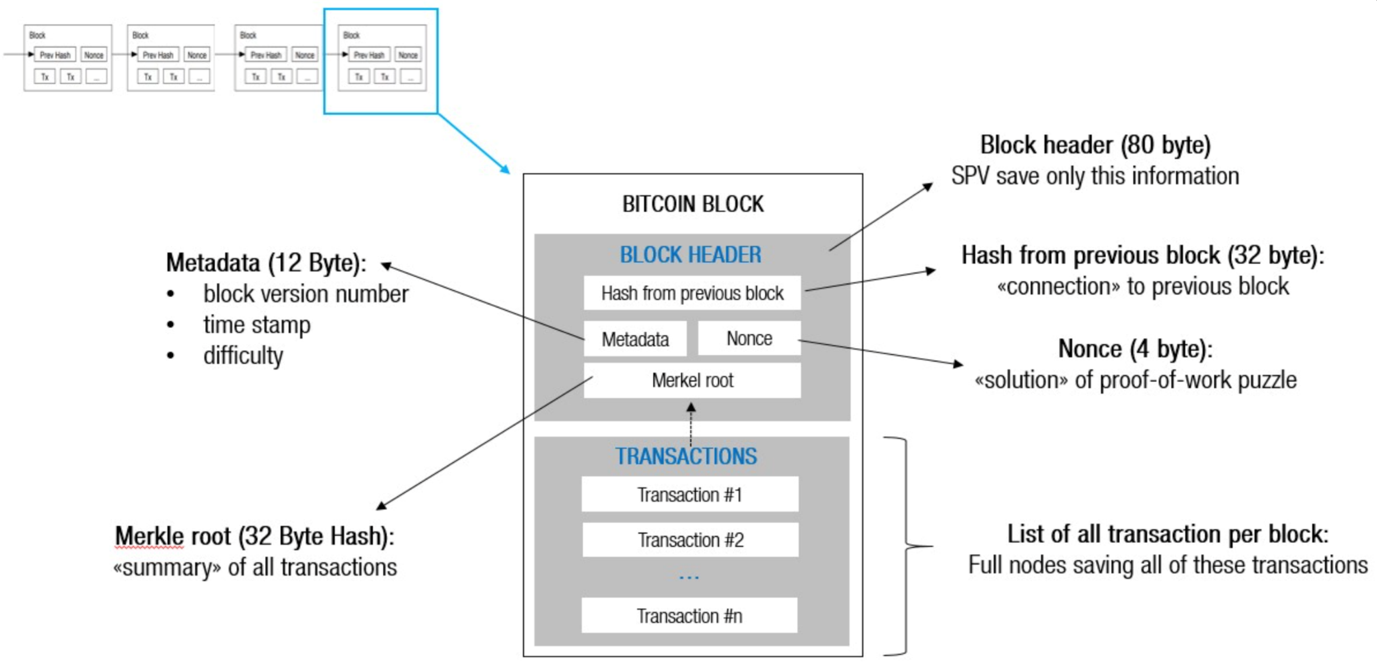 Block
Prev Hash Nonce
Tx Tx ...
Block
Prev Hash Nonce
Tx Tx ...
Block
Prev Hash Nonce
Tx Tx ...
Block
Prev Hash Nonce
Tx Tx ...
BITCOIN BLOCK
BLOCK HEADER
Hash from previous block
Metadata Nonce
Merkel root
TRANSACTIONS
Transaction #1
Transaction #2
...
Transaction #n
Metadata (12 Byte):
• block version number
• time stamp
• difficulty
Merkle root (32 Byte Hash):
«summary» of all transactions
Block header (80 byte)
SPV save only this information
Hash from previous block (32 byte):
«connection» to previous block
Nonce (4 byte):
«solution» of proof-of-work puzzle
List of all transaction per block:
Full nodes saving all of these transactions